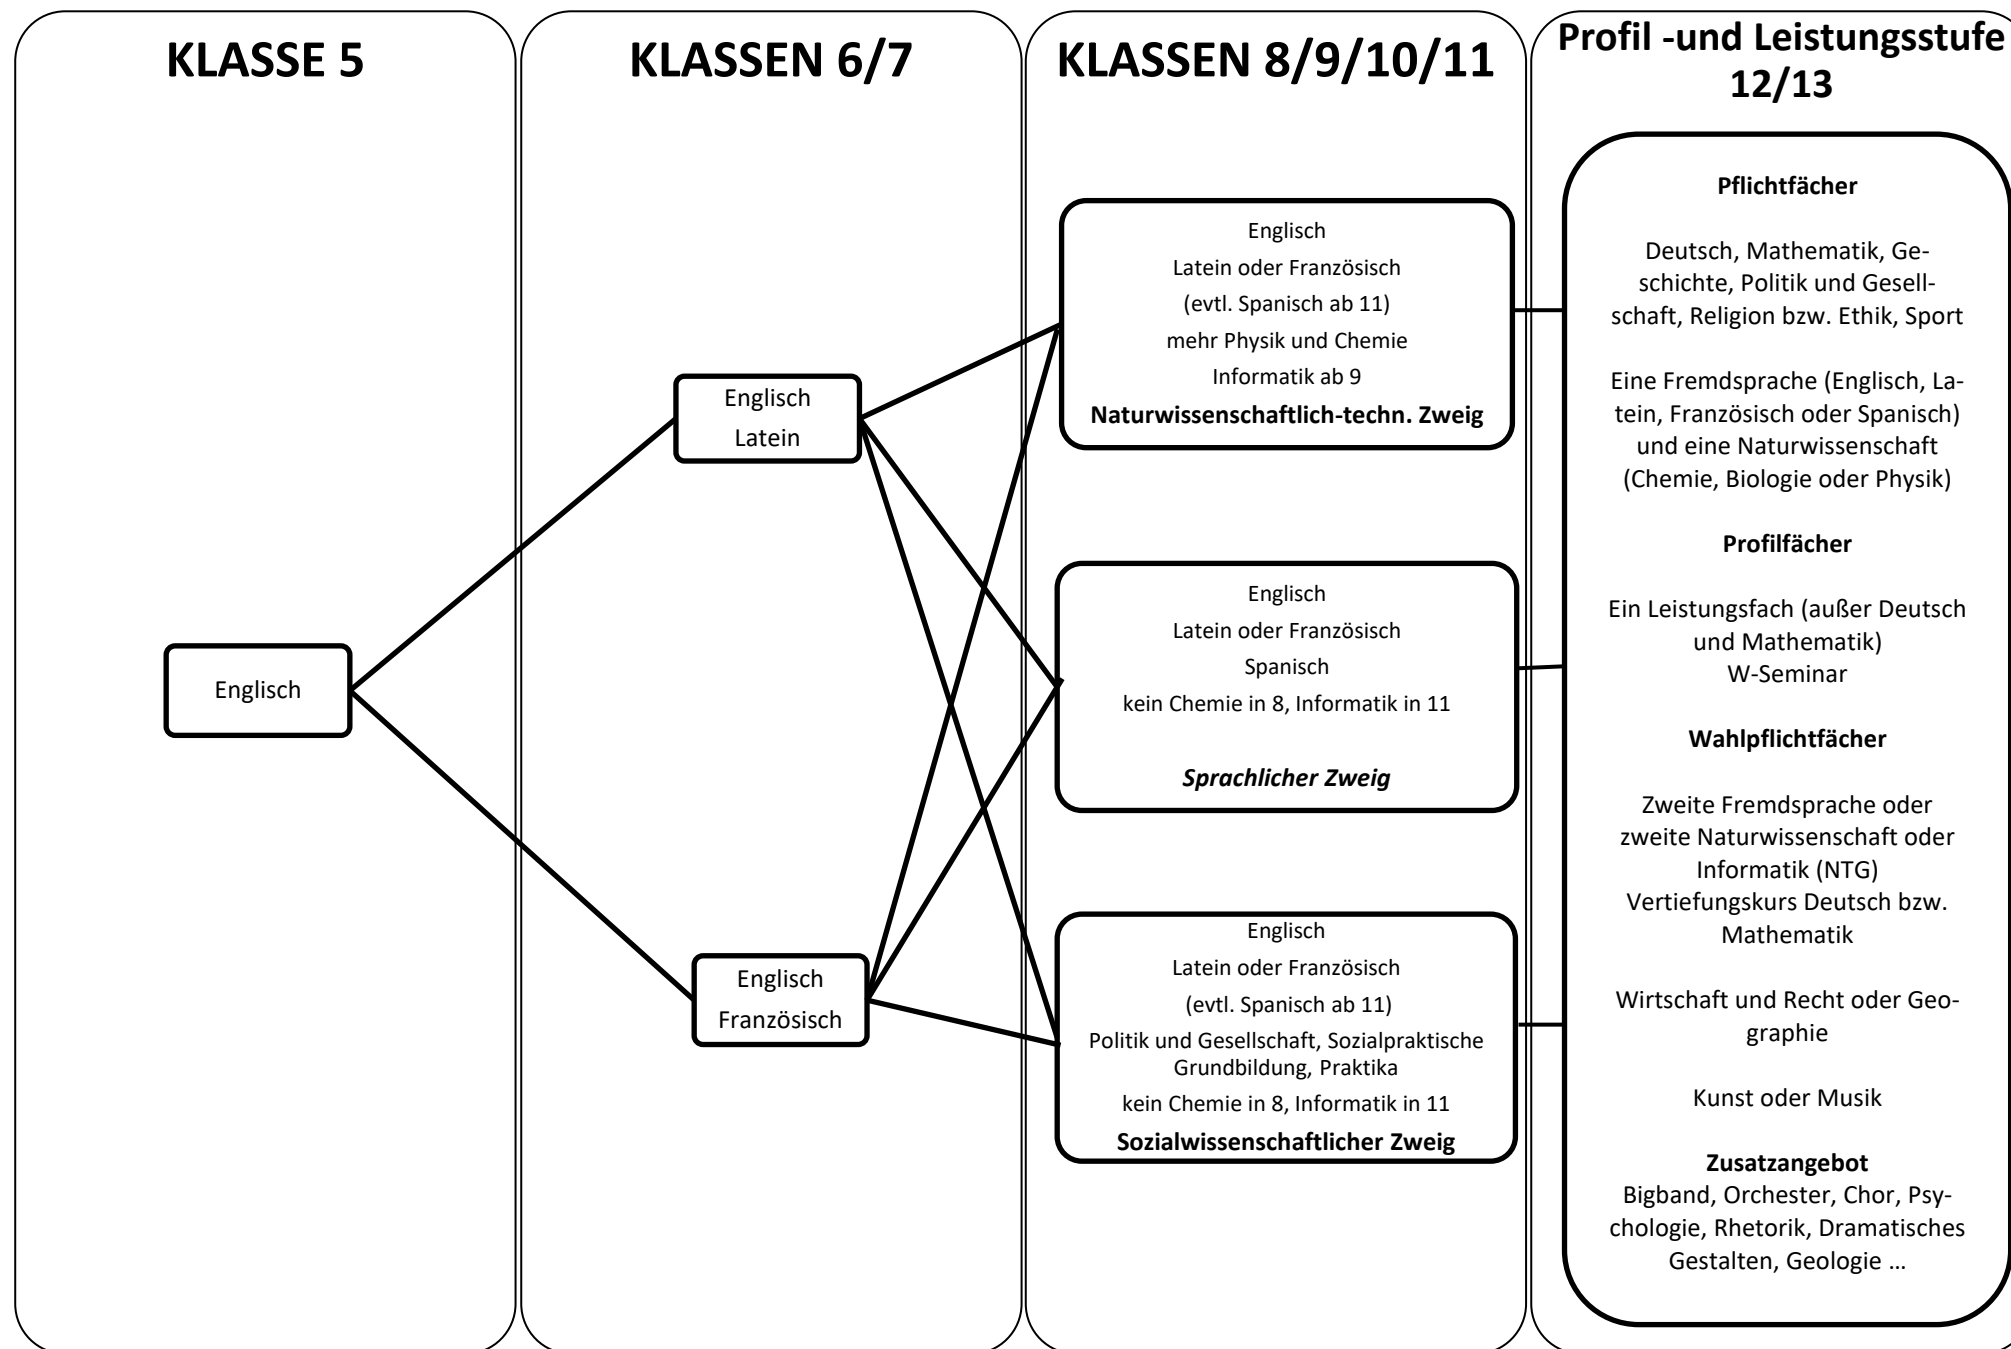 KLASSE 5
Englisch
KLASSEN 6/7
Englisch
Latein
Englisch
Französisch
KLASSEN 8/9/10/11
Englisch
Latein oder Französisch
(evtl. Spanisch ab 11)
mehr Physik und Chemie
Informatik ab 9
Naturwissenschaftlich-techn. Zweig
Englisch
Latein oder Französisch
Spanisch
kein Chemie in 8, Informatik in 11
Sprachlicher Zweig
Englisch
Latein oder Französisch
(evtl. Spanisch ab 11)
Politik und Gesellschaft, Sozialpraktische
Grundbildung, Praktika
kein Chemie in 8, Informatik in 11
Sozialwissenschaftlicher Zweig
Profil -und Leistungsstufe
12/13
Pflichtfächer
Deutsch, Mathematik, Ge-
schichte, Politik und Gesell-
schaft, Religion bzw. Ethik, Sport
Eine Fremdsprache (Englisch, La-
tein, Französisch oder Spanisch)
und eine Naturwissenschaft
(Chemie, Biologie oder Physik)
Profilfächer
Ein Leistungsfach (außer Deutsch
und Mathematik)
W-Seminar
Wahlpflichtfächer
Zweite Fremdsprache oder
zweite Naturwissenschaft oder
Informatik (NTG)
Vertiefungskurs Deutsch bzw.
Mathematik
Wirtschaft und Recht oder Geo-
graphie
Kunst oder Musik
Zusatzangebot
Bigband, Orchester, Chor, Psy-
chologie, Rhetorik, Dramatisches
Gestalten, Geologie …